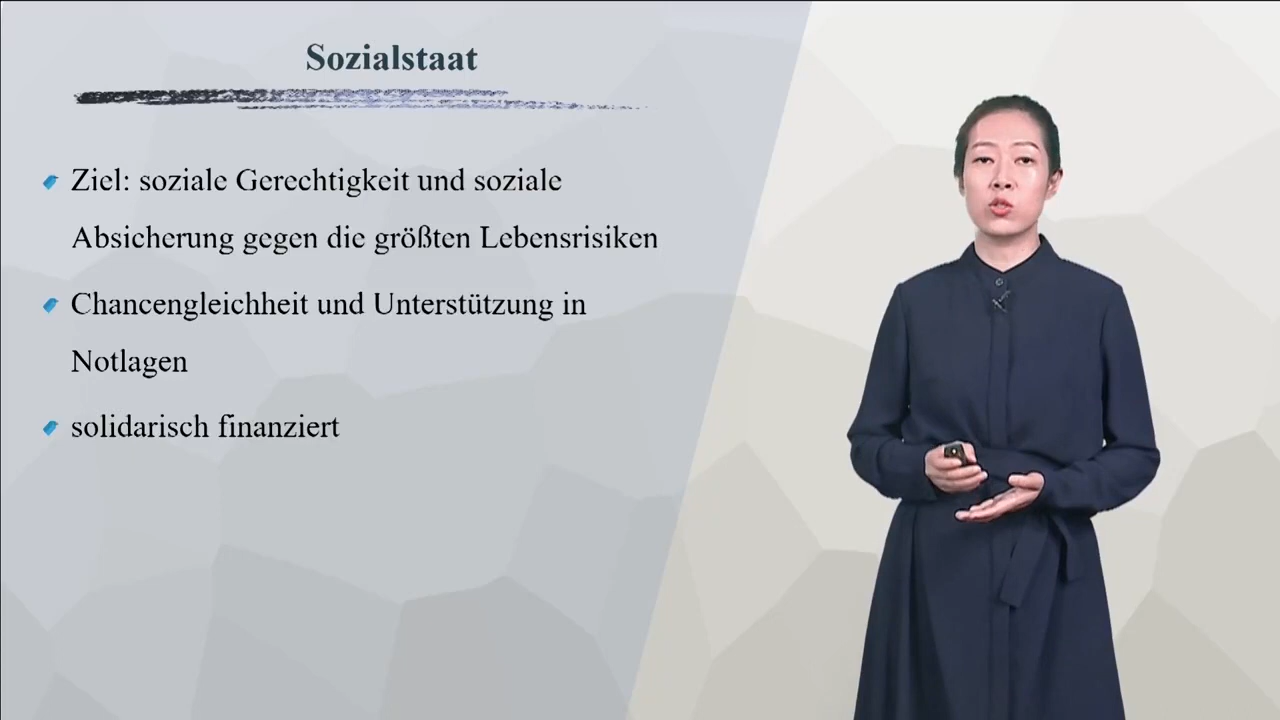 Sozialstaat
Ziel: soziale Gerechtigkeit und soziale
Absicherung gegen die größten Lebensrisiken
Chancengleichheit und Unterstützung in
Notlagen
solidarisch finanziert